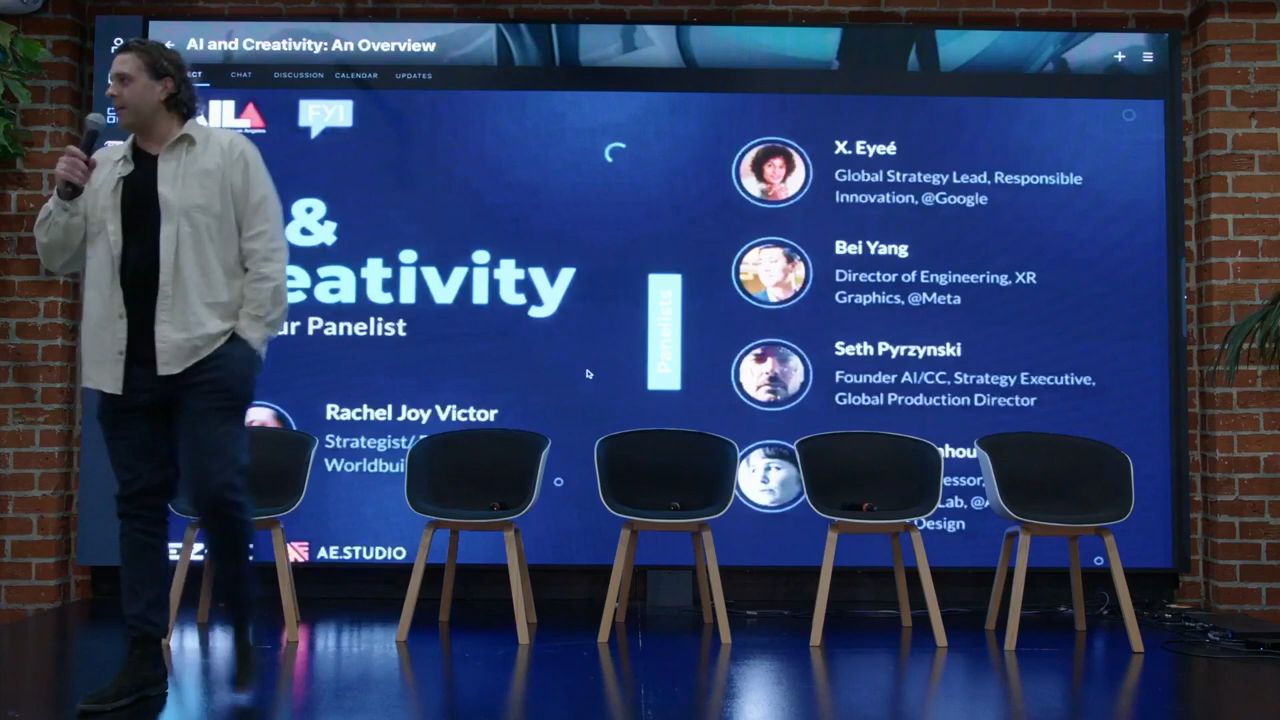 AI and Creativity: An Overview
CHAT
DISCUSSION
CALENDAR
UPDATES
FYI
&
eativity
ur Panelist
Rachel Joy Victor
Strategist/
Worldbui
AE.STUDIO
Panelists
X. Eyeé
Global Strategy Lead, Responsible
Innovation, @Google
Bei Yang
Director of Engineering, XR
Graphics, @Meta
Seth Pyrzynski
Founder AI/CC, Strategy Executive,
Global Production Director
Design